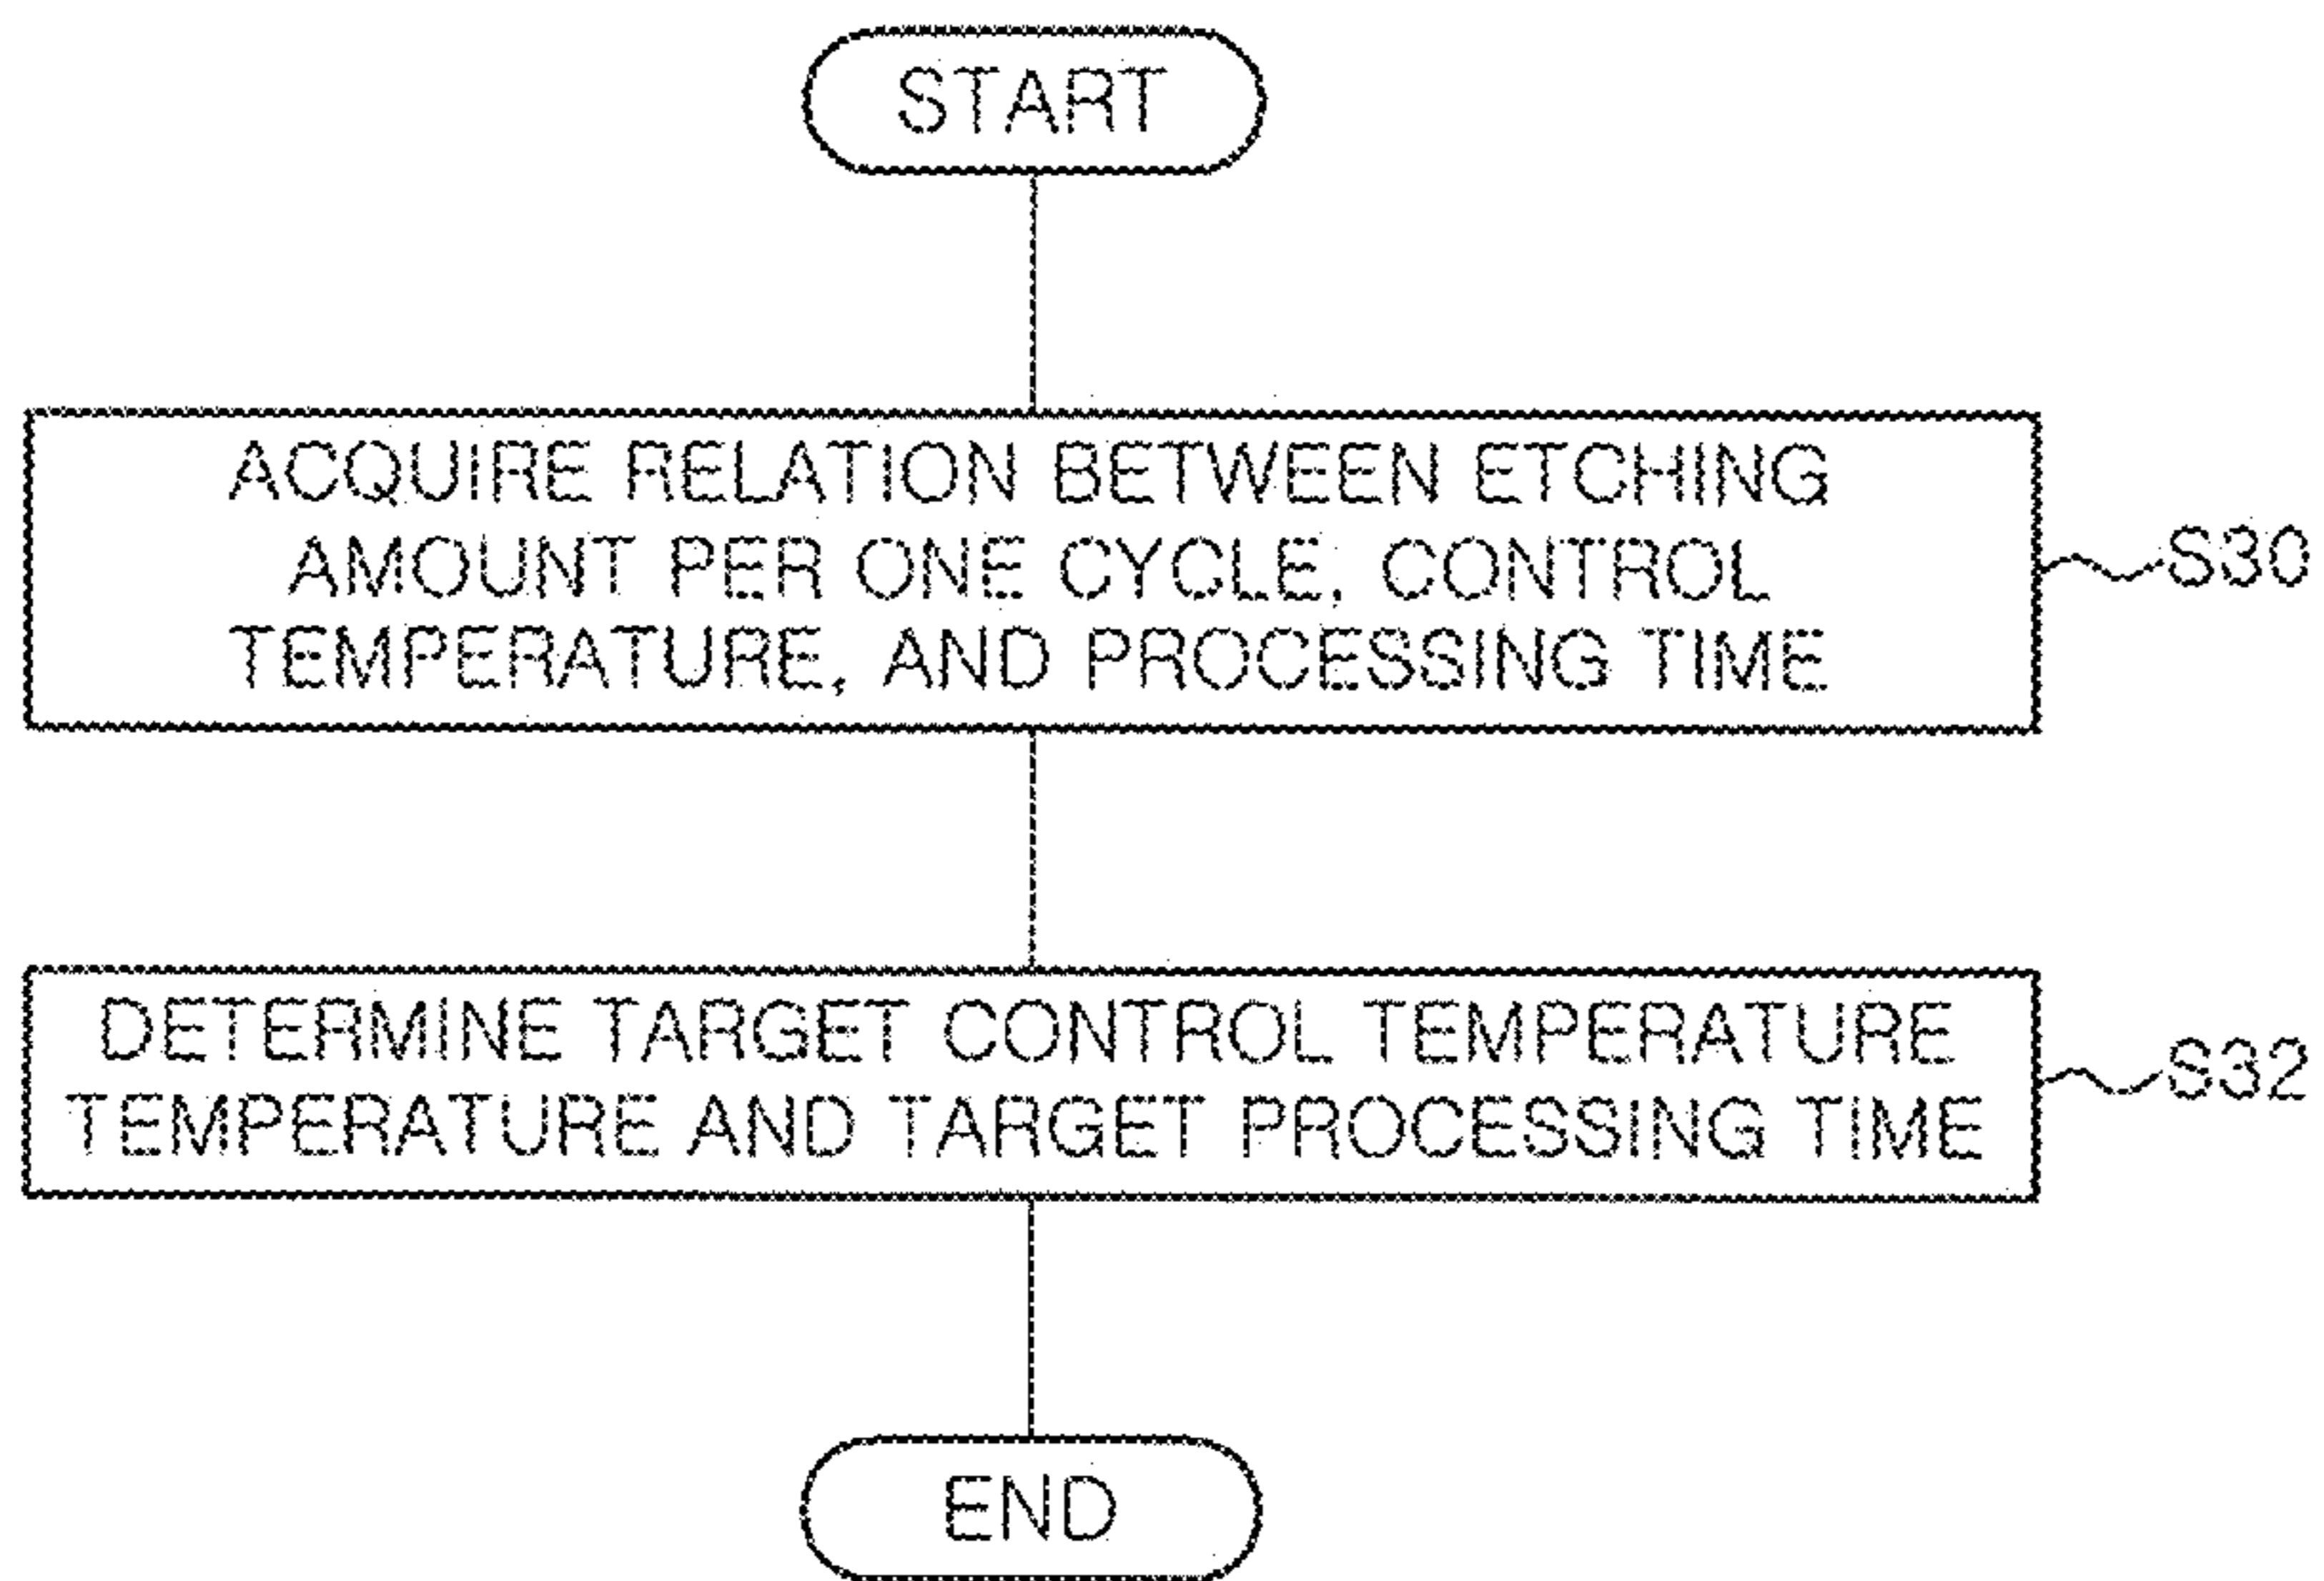 START
ACQUIRE RELATION BETWEEN ETCHING
AMOUNT PER ONE CYCLE, CONTROL
TEMPERATURE, AND PROCESSING TIME
S30
DETERMINE TARGET CONTROL TEMPERATURE
TEMPERATURE AND TARGET PROCESSING TIME
S32
END